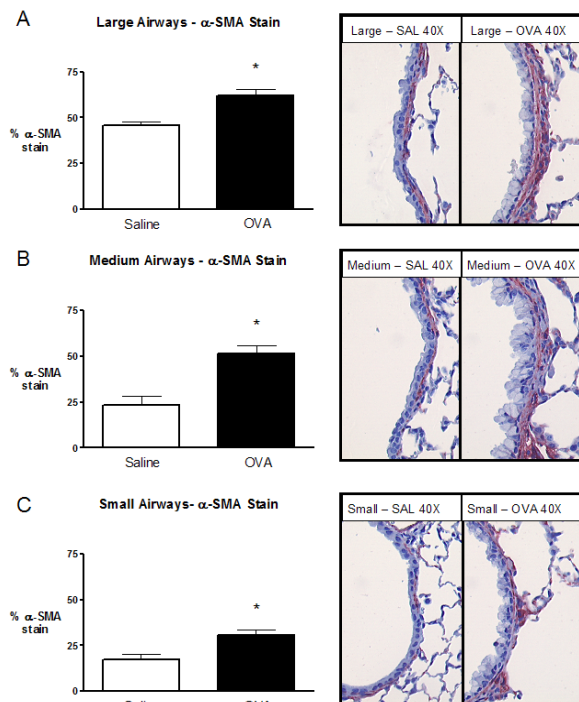 A
Large Airways - α-SMA Stain
75
50
25
0
% α-SMA
stain
*
Saline
OVA
Large – SAL 40X
Large – OVA 40X
B
Medium Airways - α-SMA Stain
75
50
25
0
% α-SMA
stain
*
Saline
OVA
Medium – SAL 40X
Medium – OVA 40X
C
Small Airways- α-SMA Stain
75
50
25
0
% α-SMA
stain
*
Saline
OVA
Small – SAL 40X
Small – OVA 40X